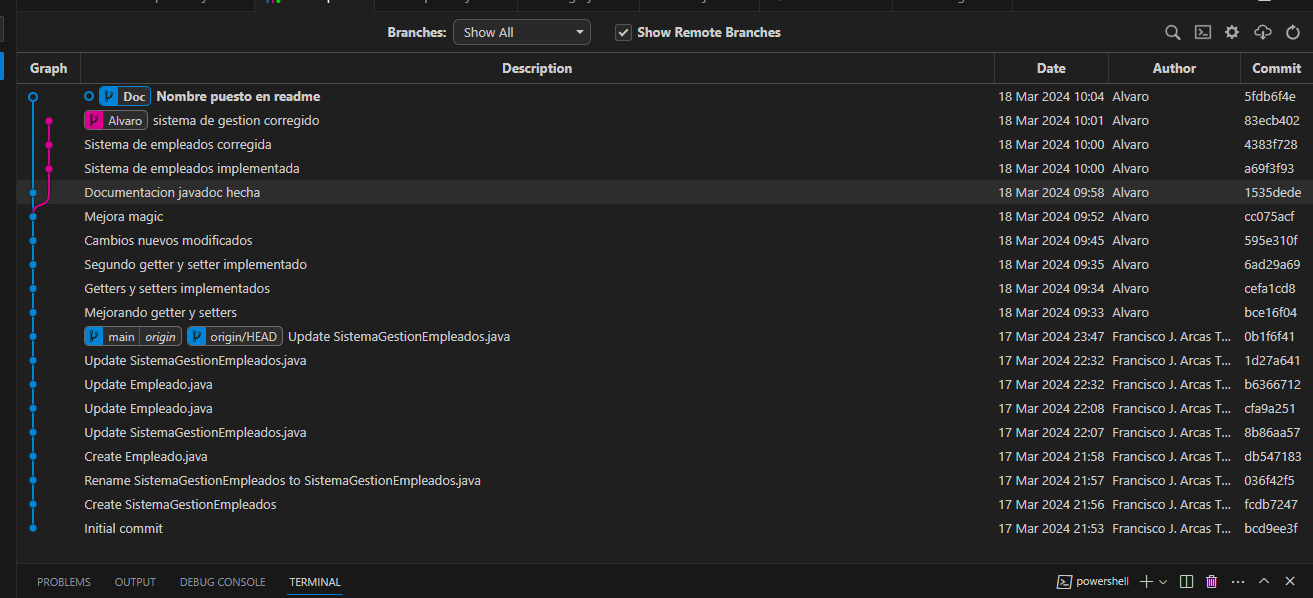 Branches: Show All Show Remote Branches
Graph Description Date Author Commit
Doc Nombre puesto en readme 18 Mar 2024 10:04 Alvaro 5fdb6f4e
Alvaro sistema de gestion corregido 18 Mar 2024 10:01 Alvaro 83ecb402
Sistema de empleados corregida 18 Mar 2024 10:00 Alvaro 4383f728
Sistema de empleados implementada 18 Mar 2024 10:00 Alvaro a69f3f93
Documentacion javadoc hecha 18 Mar 2024 09:58 Alvaro 1535dede
Mejora magic 18 Mar 2024 09:52 Alvaro cc075acf
Cambios nuevos modificados 18 Mar 2024 09:45 Alvaro 595e310f
Segundo getter y setter implementado 18 Mar 2024 09:35 Alvaro 6ad29a69
Getters y setters implementados 18 Mar 2024 09:34 Alvaro cefa1cd8
Mejorando getter y setters 18 Mar 2024 09:33 Alvaro bce16f04
main origin origin/HEAD Update SistemaGestionEmpleados.java 17 Mar 2024 23:47 Francisco J. Arcas T... 0b1f6f41
Update SistemaGestionEmpleados.java 17 Mar 2024 22:32 Francisco J. Arcas T... 1d27a641
Update Empleado.java 17 Mar 2024 22:32 Francisco J. Arcas T... b6366712
Update Empleado.java 17 Mar 2024 22:08 Francisco J. Arcas T... cfa9a251
Update SistemaGestionEmpleados.java 17 Mar 2024 22:07 Francisco J. Arcas T... 8b86aa57
Create Empleado.java 17 Mar 2024 21:58 Francisco J. Arcas T... db547183
Rename SistemaGestionEmpleados to SistemaGestionEmpleados.java 17 Mar 2024 21:57 Francisco J. Arcas T... 036f42f5
Create SistemaGestionEmpleados 17 Mar 2024 21:56 Francisco J. Arcas T... fcdb7247
Initial commit 17 Mar 2024 21:53 Francisco J. Arcas T... bcd9ee3f
PROBLEMS OUTPUT DEBUG CONSOLE TERMINAL powershell